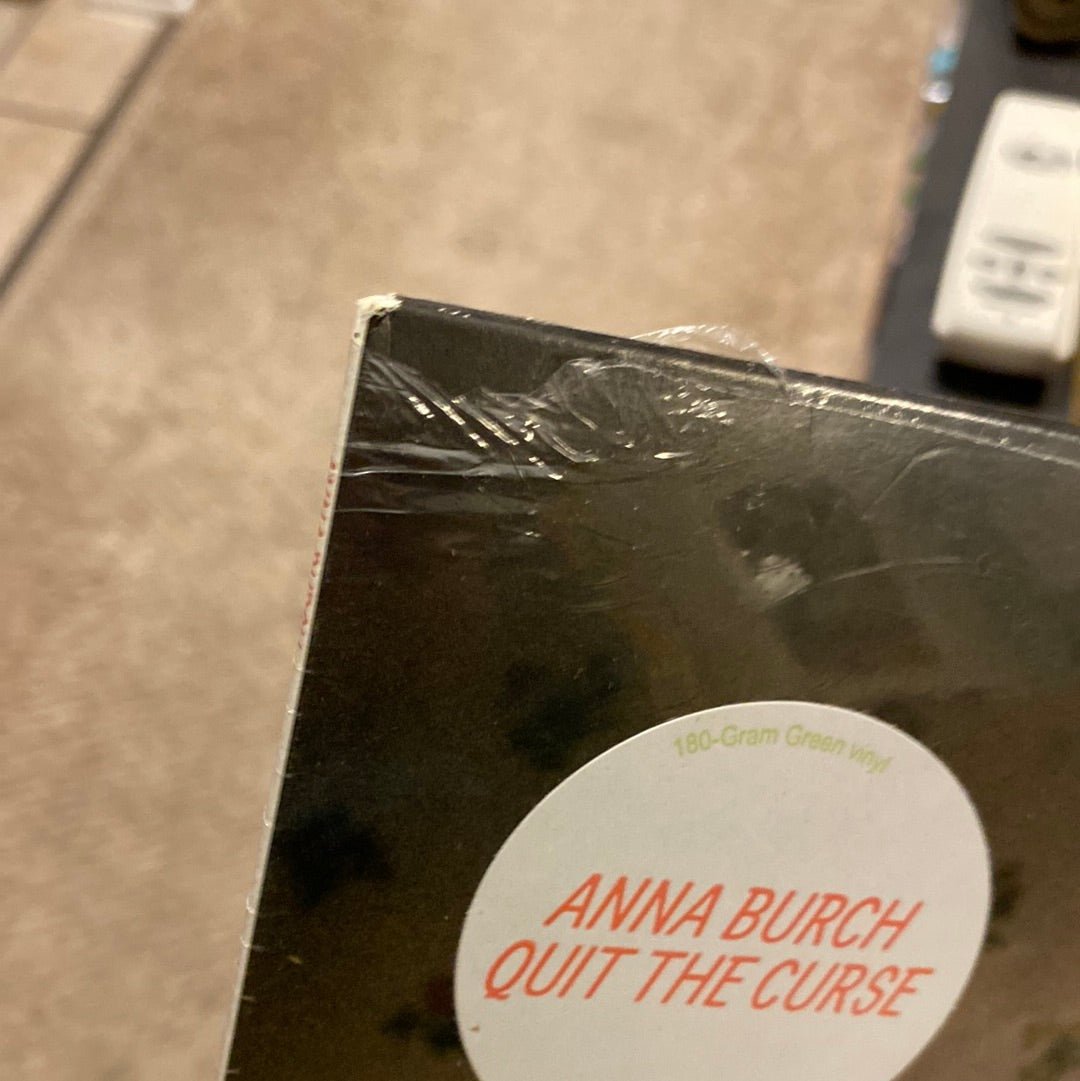 180-Gram Green vinyl
ANNA BURCH
QUIT THE CURSE